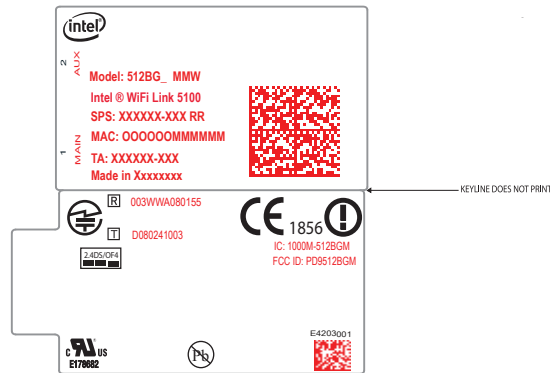 intel
2 AUX
Model: 512BG_ MMW
Intel ® WiFi Link 5100
SPS: XXXXXX-XXX RR
MAC: OOOOOOMMMMMM
1 MAIN
TA: XXXXXX-XXX
Made in Xxxxxxxx
KEYLINE DOES NOT PRINT
R 003WWA080155
CE 1856
T D080241003
IC: 1000M-512BGM
2.4DS/OF4
FCC ID: PD9512BGM
E4203001
c RU US
E179682
Pb